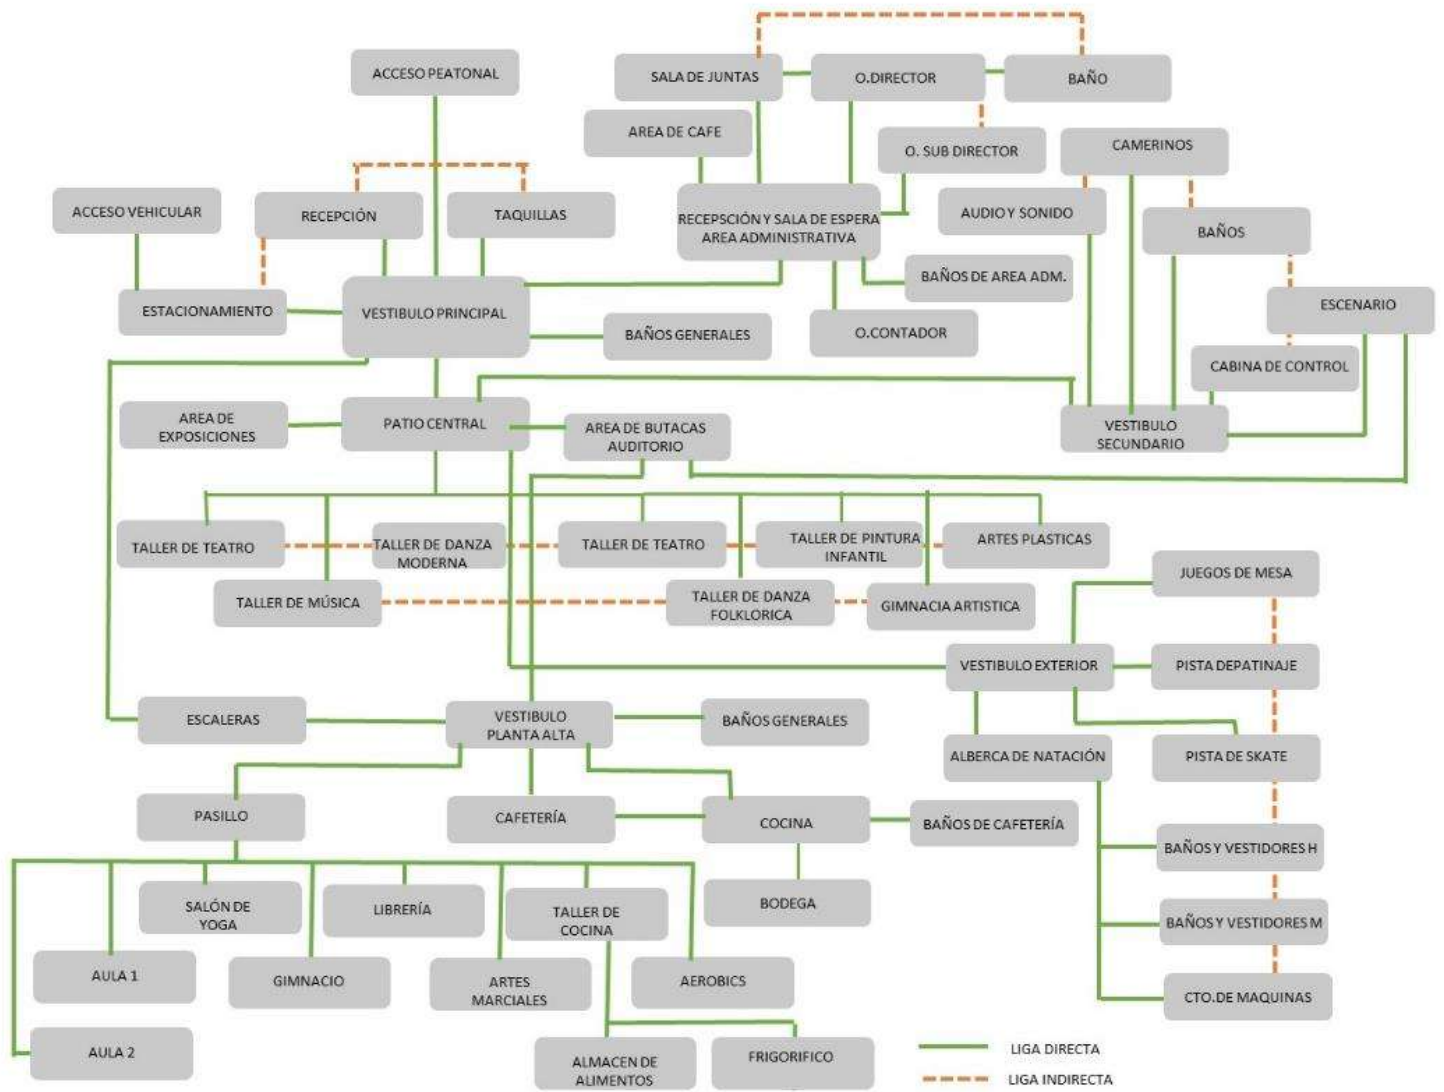 ACCESO PEATONAL
SALA DE JUNTAS
O.DIRECTOR
BAÑO
AREA DE CAFE
O. SUB DIRECTOR
CAMERINOS
ACCESO VEHICULAR
RECEPCIÓN
TAQUILLAS
RECEPSCIÓN Y SALA DE ESPERA
AREA ADMINISTRATIVA
AUDIO Y SONIDO
BAÑOS
ESTACIONAMIENTO
VESTIBULO PRINCIPAL
BAÑOS DE AREA ADM.
ESCENARIO
BAÑOS GENERALES
O.CONTADOR
CABINA DE CONTROL
AREA DE
EXPOSICIONES
PATIO CENTRAL
AREA DE BUTACAS
AUDITORIO
VESTIBULO
SECUNDARIO
TALLER DE TEATRO
TALLER DE DANZA
MODERNA
TALLER DE TEATRO
TALLER DE PINTURA
INFANTIL
ARTES PLASTICAS
JUEGOS DE MESA
TALLER DE MÚSICA
TALLER DE DANZA
FOLKLORICA
GIMNACIA ARTISTICA
VESTIBULO EXTERIOR
PISTA DEPATINAJE
ESCALERAS
VESTIBULO
PLANTA ALTA
BAÑOS GENERALES
ALBERCA DE NATACIÓN
PISTA DE SKATE
PASILLO
CAFETERÍA
COCINA
BAÑOS DE CAFETERÍA
BAÑOS Y VESTIDORES H
SALÓN DE
YOGA
LIBRERÍA
TALLER DE
COCINA
BODEGA
BAÑOS Y VESTIDORES M
AULA 1
GIMNACIO
ARTES
MARCIALES
AEROBICS
CTO.DE MAQUINAS
AULA 2
ALMACEN DE
ALIMENTOS
FRIGORIFICO
LIGA DIRECTA
LIGA INDIRECTA